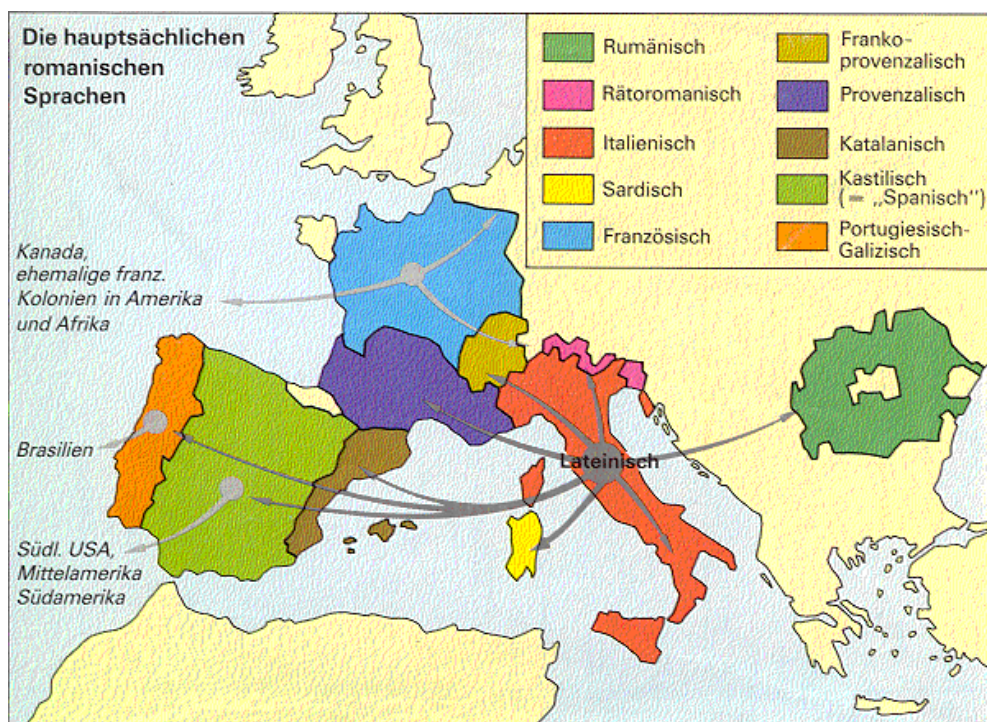 Die hauptsächlichen
romanischen
Sprachen
Rumänisch
Rätoromanisch
Italienisch
Sardisch
Französisch
Franko-
provenzalisch
Provenzalisch
Katalanisch
Kastilisch
(= „Spanisch“)
Portugiesisch-
Galizisch
Kanada,
ehemalige franz.
Kolonien in Amerika
und Afrika
Brasilien
Lateinisch
Südl. USA,
Mittelamerika
Südamerika